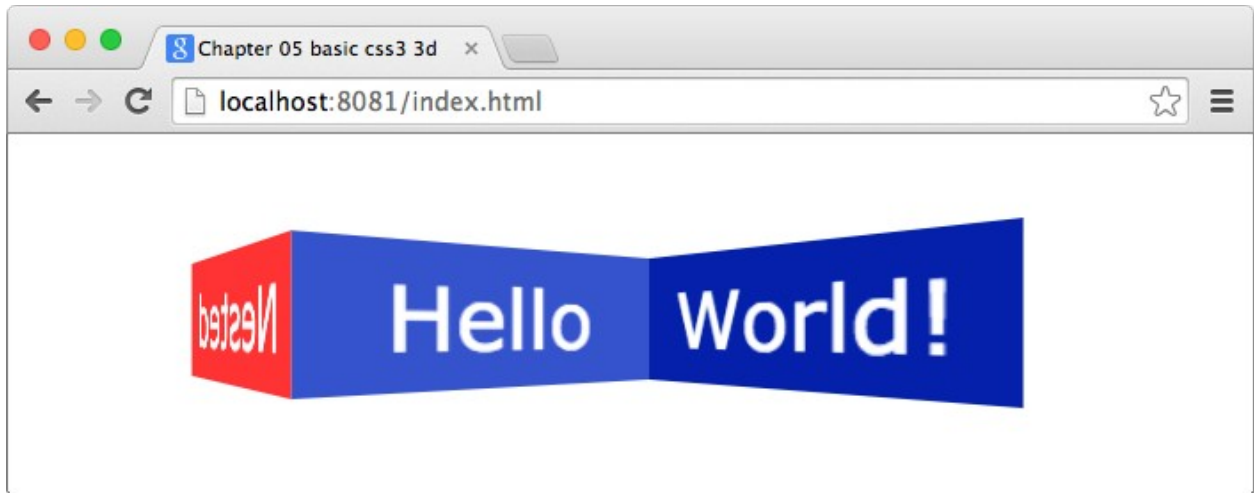 Chapter 05 basic css3 3d
localhost:8081/index.html
Nested
Hello
World!